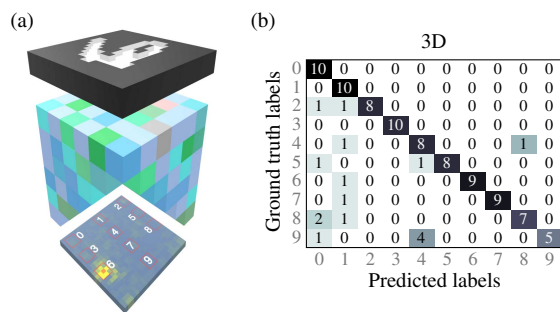 (a)
0 1 2
3 4 5
6 7 8
9
(b)
3D
Ground truth labels
0 10 0 0 0 0 0 0 0 0 0
1 0 10 0 0 0 0 0 0 0 0
2 1 1 8 0 0 0 0 0 0 0
3 0 0 0 10 0 0 0 0 0 0
4 0 1 0 0 8 0 0 0 1 0
5 1 0 0 0 1 8 0 0 0 0
6 0 1 0 0 0 0 9 0 0 0
7 0 1 0 0 0 0 0 9 0 0
8 2 1 0 0 0 0 0 0 7 0
9 1 0 0 0 4 0 0 0 0 5
0 1 2 3 4 5 6 7 8 9
Predicted labels